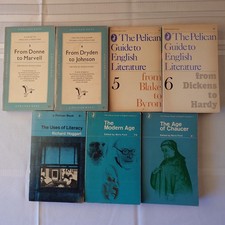 From Donne
to Marvell
From Dryden
to Johnson
The Pelican
Guide to
English
Literature
5
from Blake
to
Byron
The Pelican
Guide to
English
Literature
6
from
Dickens
to
Hardy
The Uses of Literacy
Richard Hoggart
The
Modern Age
The Age
of Chaucer